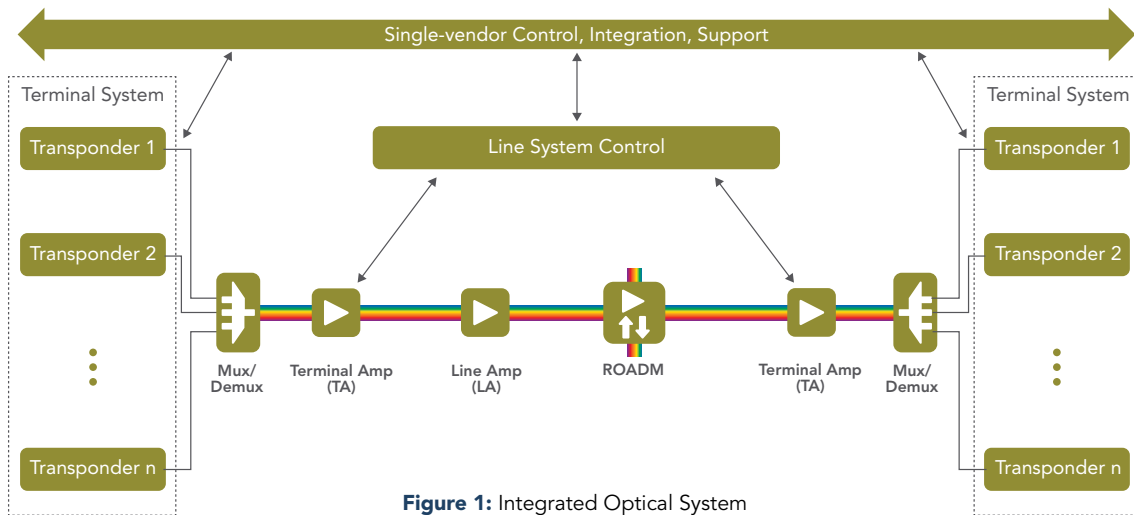 Single-vendor Control, Integration, Support
Terminal System
Terminal System
Transponder 1
Line System Control
Transponder 1
Transponder 2
Transponder 2
Mux/
Demux
Terminal Amp
(TA)
Line Amp
(LA)
ROADM
Terminal Amp
(TA)
Mux/
Demux
Transponder n
Transponder n
Figure 1: Integrated Optical System